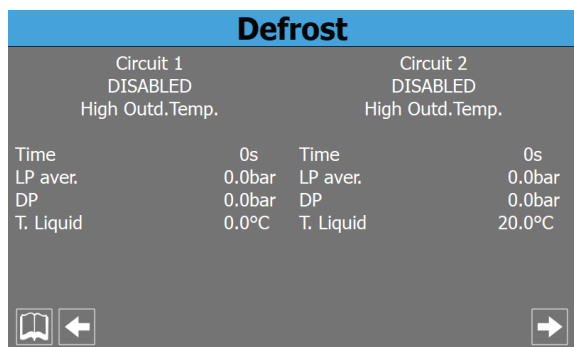 Defrost
Circuit 1
DISABLED
High Outd.Temp.
Circuit 2
DISABLED
High Outd.Temp.
Time 0s
LP aver. 0.0bar
DP 0.0bar
T. Liquid 0.0°C
Time 0s
LP aver. 0.0bar
DP 0.0bar
T. Liquid 20.0°C